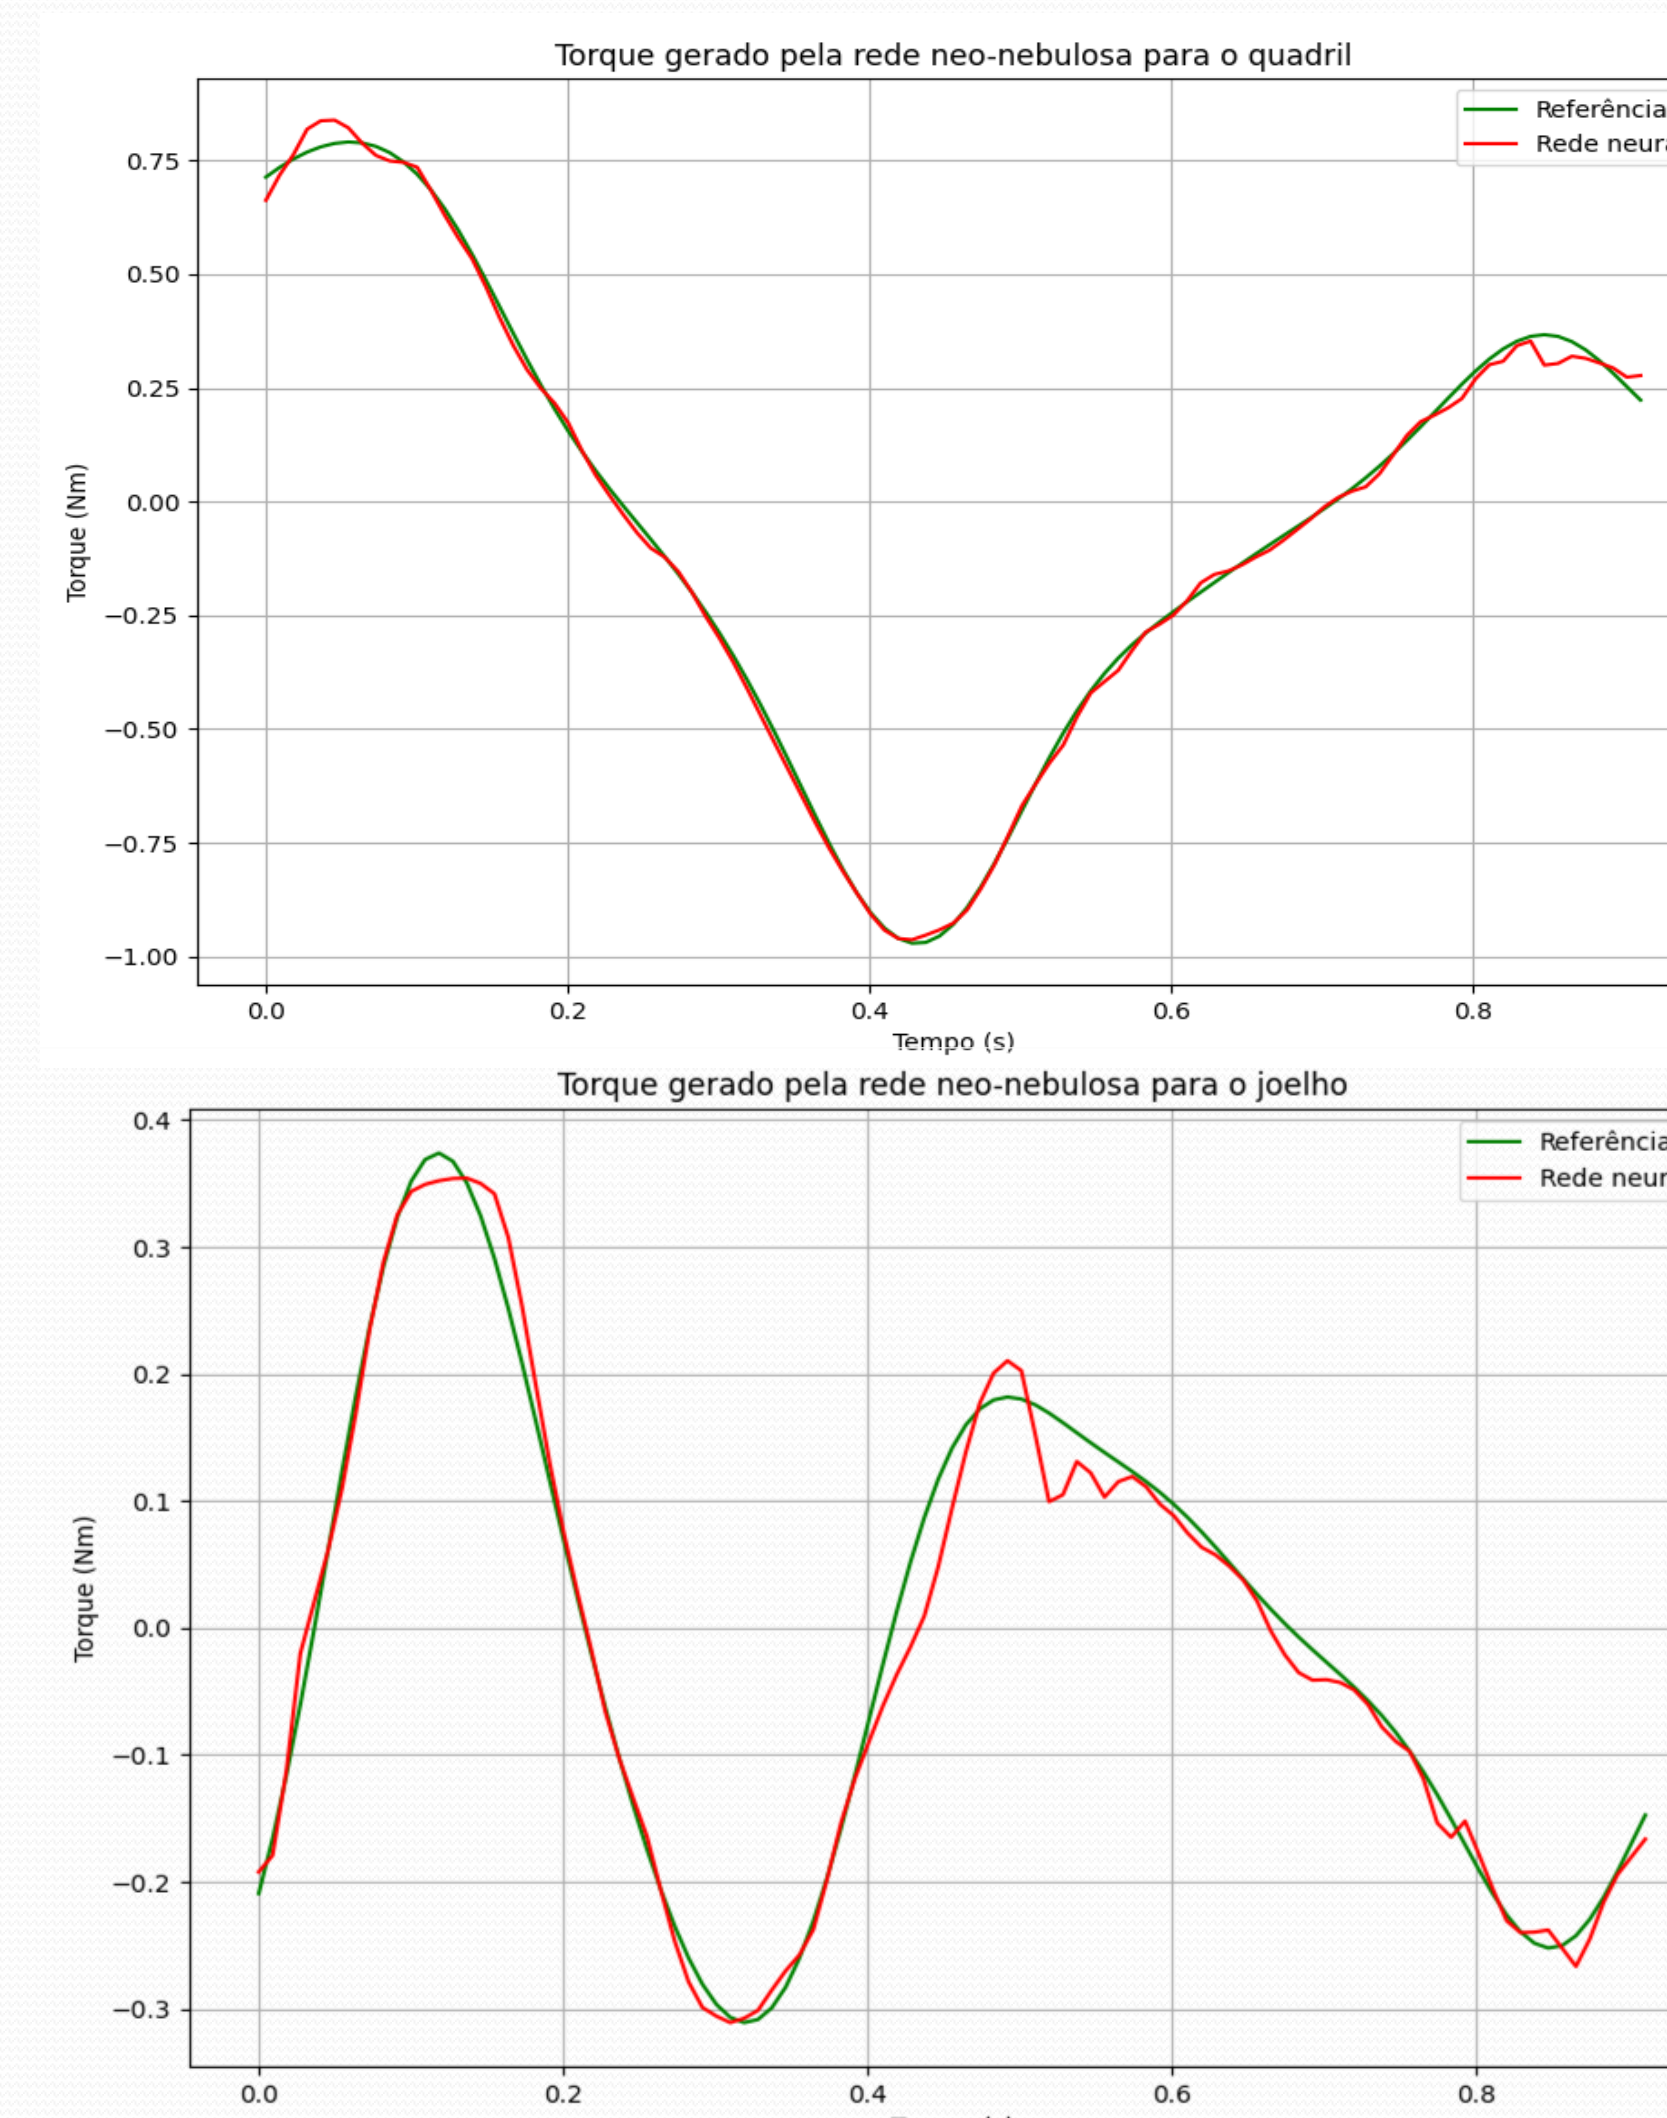 Torque gerado pela rede neo-nebulosa para o quadril
Referência
Rede neura
0.75
0.50
0.25
0.00
−0.25
−0.50
−0.75
−1.00
Torque (Nm)
0.0 0.2 0.4 0.6 0.8
Tempo (s)
Torque gerado pela rede neo-nebulosa para o joelho
Referência
Rede neur
0.4
0.3
0.2
0.1
0.0
−0.1
−0.2
−0.3
Torque (Nm)
0.0 0.2 0.4 0.6 0.8